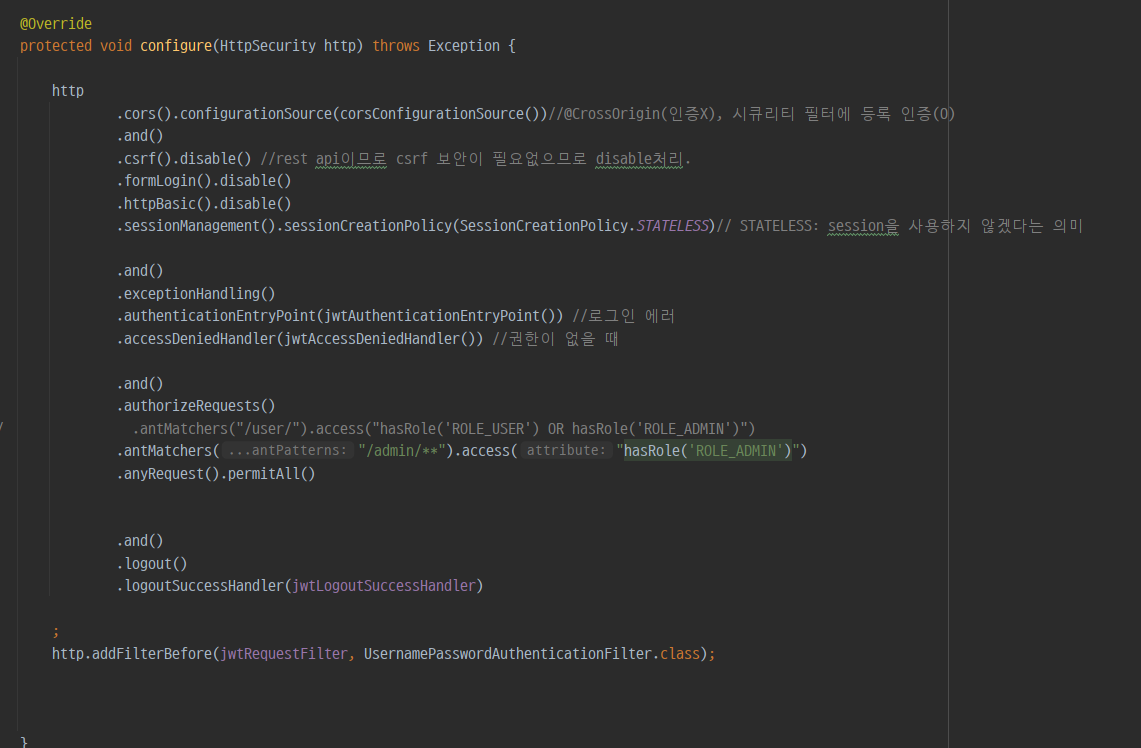 @Override
protected void configure(HttpSecurity http) throws Exception {
http
.cors().configurationSource(corsConfigurationSource())//@CrossOrigin(인증X), 시큐리티 필터에 등록 인증(O)
.and()
.csrf().disable() //rest api이므로 csrf 보안이 필요없으므로 disable처리.
.formLogin().disable()
.httpBasic().disable()
.sessionManagement().sessionCreationPolicy(SessionCreationPolicy.STATELESS)// STATELESS: session을 사용하지 않겠다는 의미
.and()
.exceptionHandling()
.authenticationEntryPoint(jwtAuthenticationEntryPoint()) //로그인 에러
.accessDeniedHandler(jwtAccessDeniedHandler()) //권한이 없을 때
.and()
.authorizeRequests()
.antMatchers("/user/").access("hasRole('ROLE_USER') OR hasRole('ROLE_ADMIN')")
.antMatchers( ...antPatterns: "/admin/**").access( attribute: "hasRole('ROLE_ADMIN')")
.anyRequest().permitAll()
.and()
.logout()
.logoutSuccessHandler(jwtLogoutSuccessHandler)
;
http.addFilterBefore(jwtRequestFilter, UsernamePasswordAuthenticationFilter.class);
}